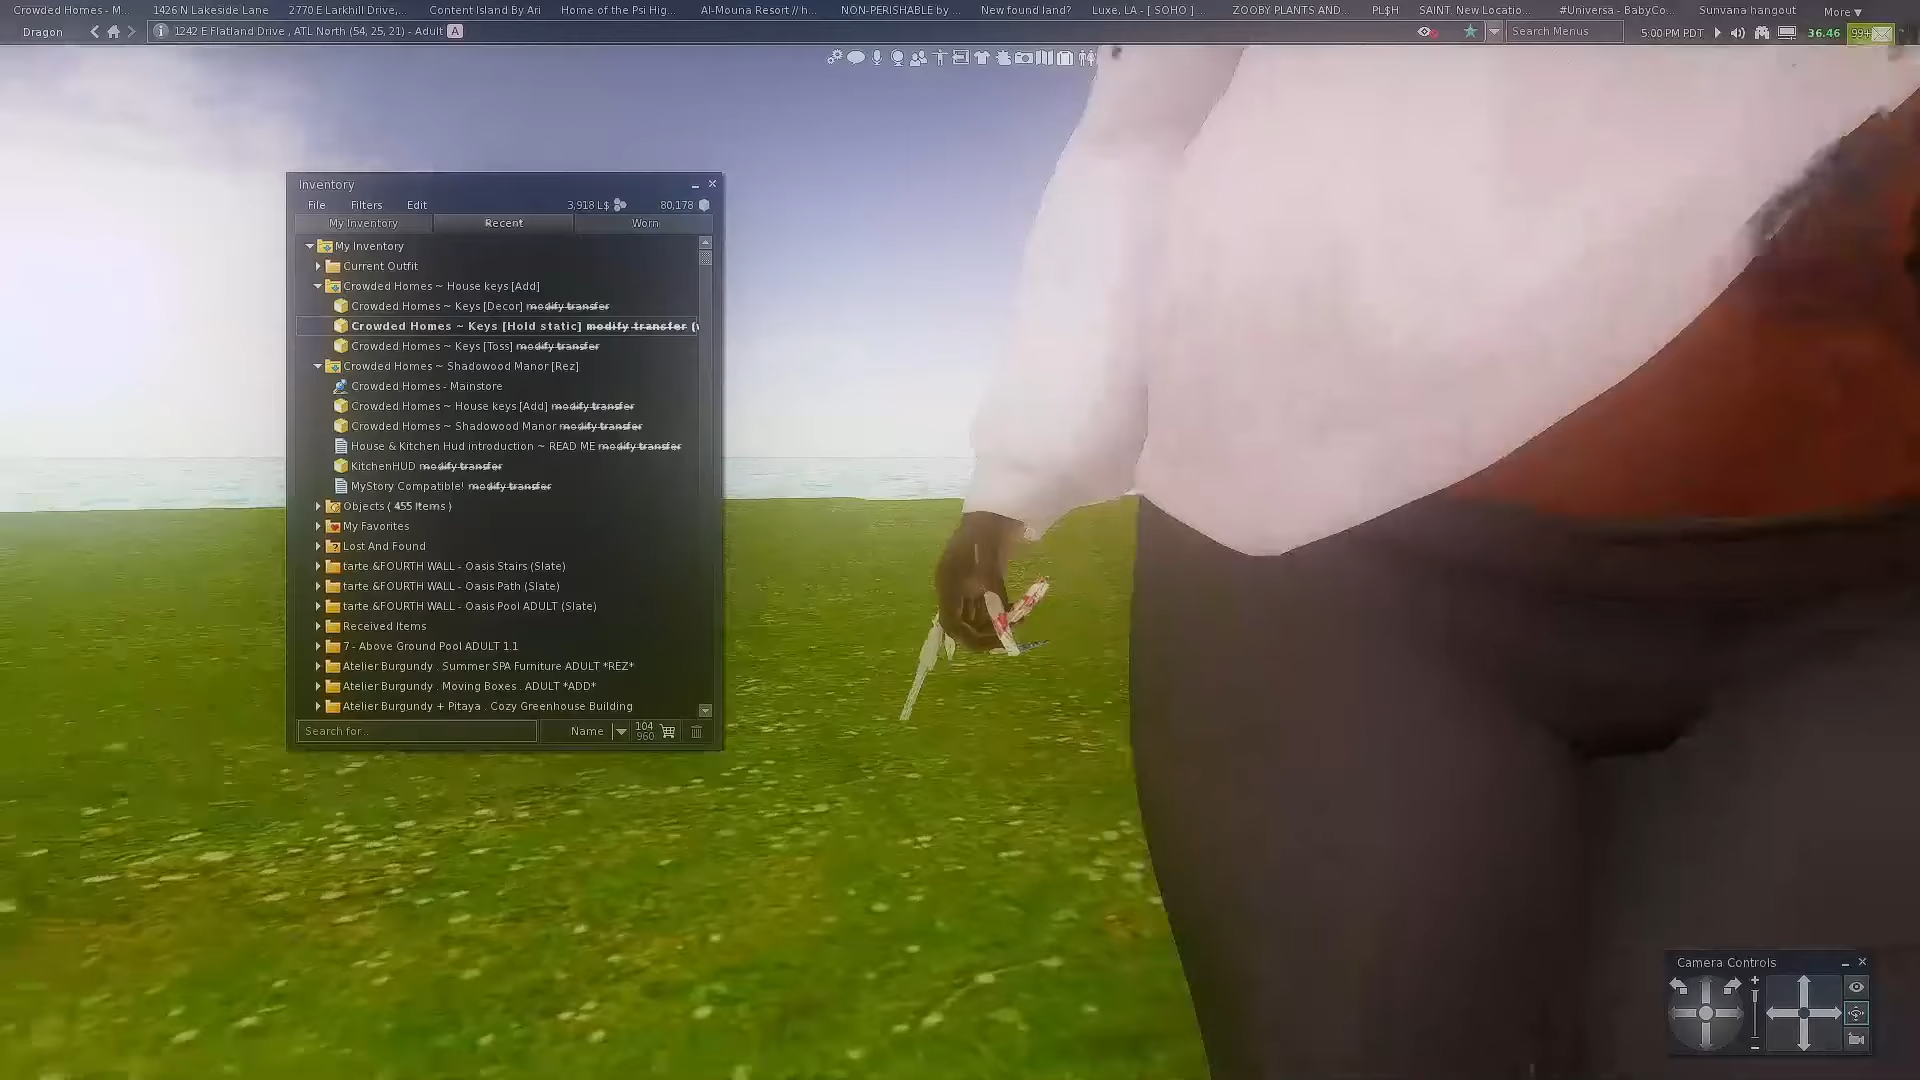 Crowded Homes - M... 1426 N Lakeside Lane 2770 E Larkhill Drive,... Content Island By Ari Home of the Psi Hig... Al-Mouna Resort // h... NON-PERISHABLE by ... New found land? Luxe, LA - [ SOHO ] ... ZOOBY PLANTS AND... PL$H SAINT. New Locatio... #Universa - BabyCo... Sunvana hangout More ▼
Dragon 1242 E Flatland Drive , ATL North (54, 25, 21) - Adult A Search Menus 5:00 PM PDT 36.46 99+
Inventory
File Filters Edit 3,918 L$ 80,178
My Inventory Recent Worn
My Inventory
Current Outfit
Crowded Homes ~ House keys [Add]
Crowded Homes ~ Keys [Decor] modify transfer
Crowded Homes ~ Keys [Hold static] modify transfer (
Crowded Homes ~ Keys [Toss] modify transfer
Crowded Homes ~ Shadowood Manor [Rez]
Crowded Homes - Mainstore
Crowded Homes ~ House keys [Add] modify transfer
Crowded Homes ~ Shadowood Manor modify transfer
House & Kitchen Hud introduction ~ READ ME modify transfer
KitchenHUD modify transfer
MyStory Compatible! modify transfer
Objects ( 455 Items )
My Favorites
Lost And Found
tarte.&FOURTH WALL - Oasis Stairs (Slate)
tarte.&FOURTH WALL - Oasis Path (Slate)
tarte.&FOURTH WALL - Oasis Pool ADULT (Slate)
Received Items
7 - Above Ground Pool ADULT 1.1
Atelier Burgundy . Summer SPA Furniture ADULT *REZ*
Atelier Burgundy . Moving Boxes . ADULT *ADD*
Atelier Burgundy + Pitaya . Cozy Greenhouse Building
Search for... Name 104
960
Camera Controls